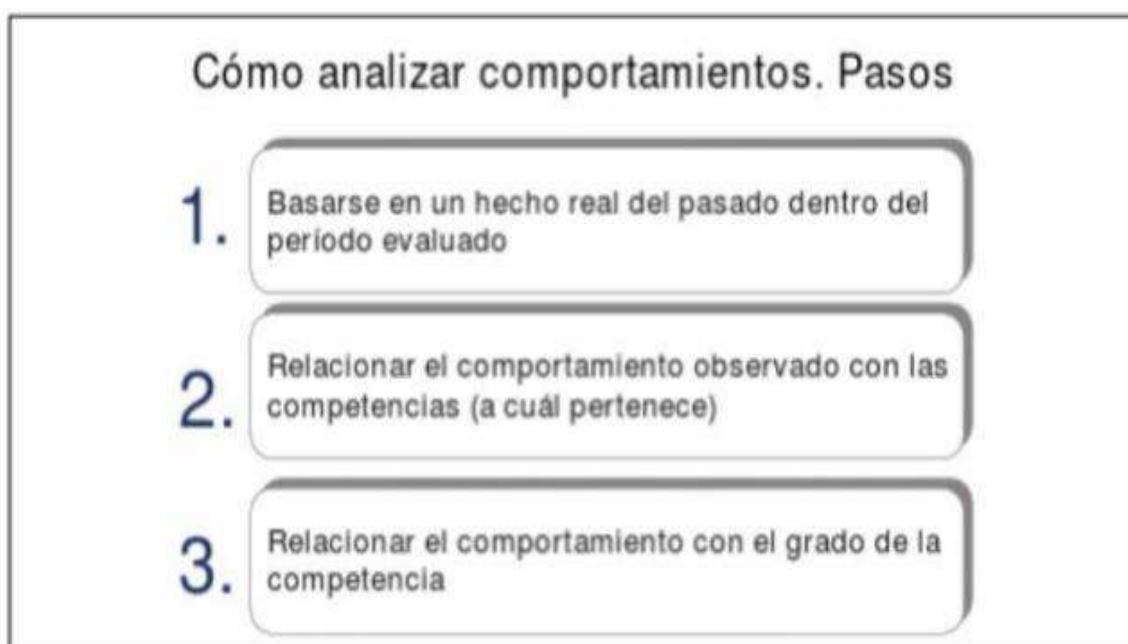 Cómo analizar comportamientos. Pasos
1. Basarse en un hecho real del pasado dentro del
período evaluado
2. Relacionar el comportamiento observado con las
competencias (a cuál pertenece)
3. Relacionar el comportamiento con el grado de la
competencia